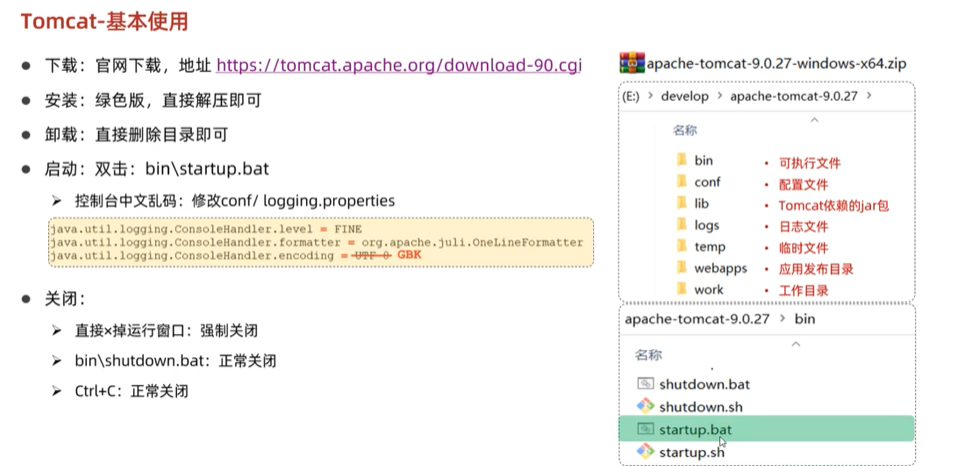 Tomcat-基本使用
● 下载：官网下载，地址 https://tomcat.apache.org/download-90.cgi
● 安装：绿色版，直接解压即可
● 卸载：直接删除目录即可
● 启动：双击：bin\startup.bat
➢ 控制台中文乱码：修改conf/ logging.properties
java.util.logging.ConsoleHandler.level = FINE
java.util.logging.ConsoleHandler.formatter = org.apache.juli.OneLineFormatter
java.util.logging.ConsoleHandler.encoding = UTF-8 GBK
● 关闭：
➢ 直接×掉运行窗口：强制关闭
➢ bin\shutdown.bat：正常关闭
➢ Ctrl+C：正常关闭
apache-tomcat-9.0.27-windows-x64.zip
(E:) > develop > apache-tomcat-9.0.27 >
名称
bin • 可执行文件
conf • 配置文件
lib • Tomcat依赖的jar包
logs • 日志文件
temp • 临时文件
webapps • 应用发布目录
work • 工作目录
apache-tomcat-9.0.27 > bin
名称
shutdown.bat
shutdown.sh
startup.bat
startup.sh